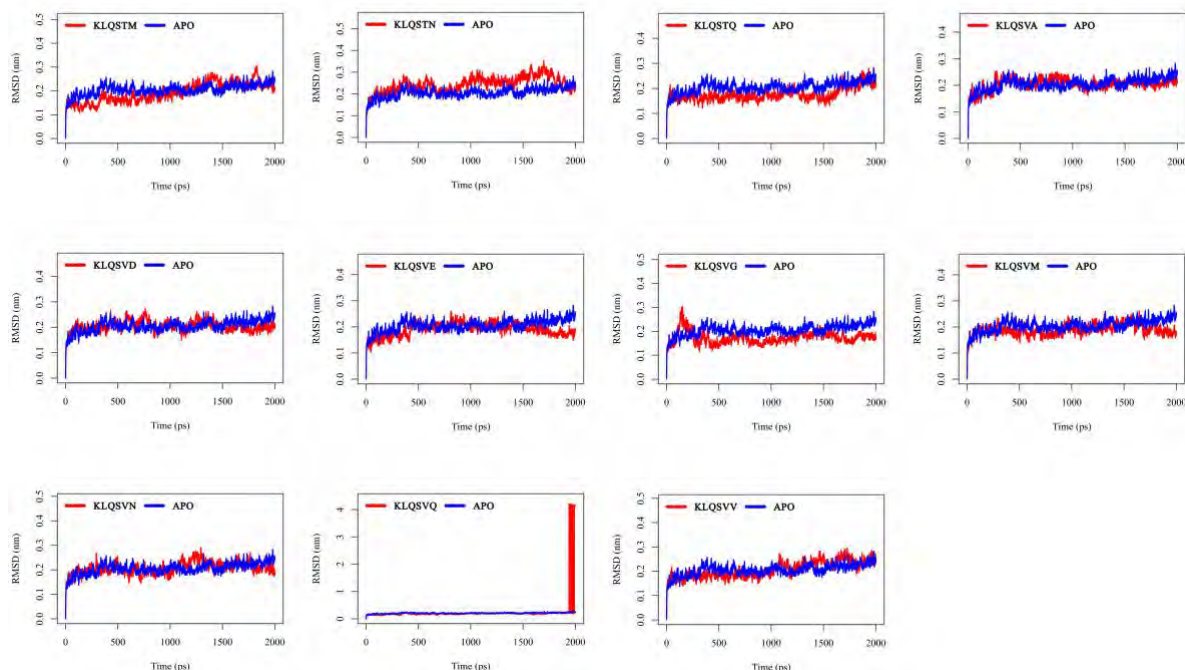 KLQSTM APO
RMSD (nm)
0.0 0.1 0.2 0.3 0.4
0 500 1000 1500 2000
Time (ps)
KLQSTN APO
RMSD (nm)
0.0 0.1 0.2 0.3 0.4 0.5
0 500 1000 1500 2000
Time (ps)
KLQSTQ APO
RMSD (nm)
0.0 0.1 0.2 0.3 0.4
0 500 1000 1500 2000
Time (ps)
KLQSVA APO
RMSD (nm)
0.0 0.1 0.2 0.3 0.4
0 500 1000 1500 2000
Time (ps)
KLQSVD APO
RMSD (nm)
0.0 0.1 0.2 0.3 0.4
0 500 1000 1500 2000
Time (ps)
KLQSVE APO
RMSD (nm)
0.0 0.1 0.2 0.3 0.4
0 500 1000 1500 2000
Time (ps)
KLQSVG APO
RMSD (nm)
0.0 0.1 0.2 0.3 0.4 0.5
0 500 1000 1500 2000
Time (ps)
KLQSVM APO
RMSD (nm)
0.0 0.1 0.2 0.3 0.4
0 500 1000 1500 2000
Time (ps)
KLQSVN APO
RMSD (nm)
0.0 0.1 0.2 0.3 0.4 0.5
0 500 1000 1500 2000
Time (ps)
KLQSVQ APO
RMSD (nm)
0 1 2 3 4
0 500 1000 1500 2000
Time (ps)
KLQSVV APO
RMSD (nm)
0.0 0.1 0.2 0.3 0.4 0.5
0 500 1000 1500 2000
Time (ps)